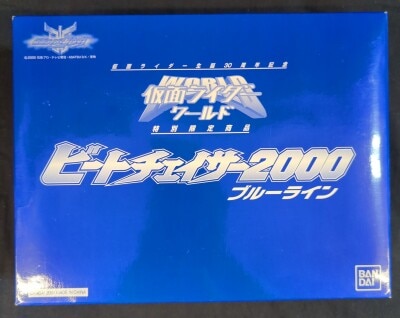 仮面ライダー生誕30周年記念
WORLD
仮面ライダー
ワールド
特別限定商品
ビートチェイサー2000
ブルーライン
BAN
DAI